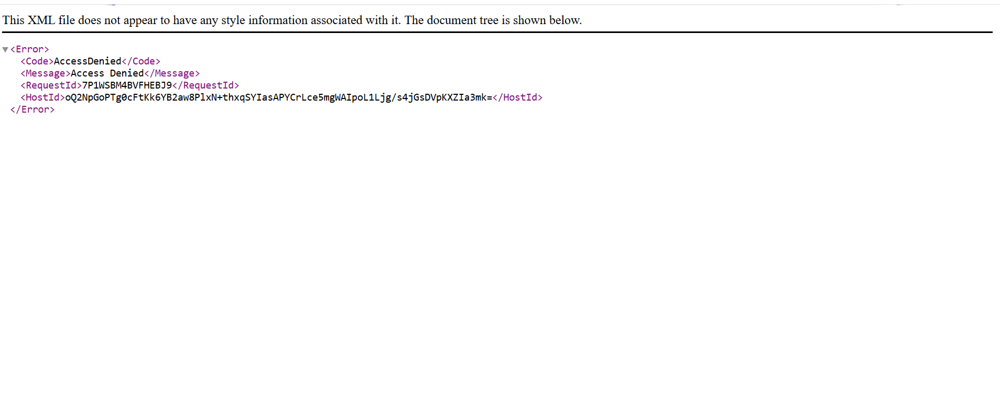 This XML file does not appear to have any style information associated with it. The document tree is shown below.
<Error>
<Code>AccessDenied</Code>
<Message>Access Denied</Message>
<RequestId>7P1WSBM4BVFHEBJ9</RequestId>
<HostId>oQ2NpGoPTg0cFtKk6YB2aw8PlxN+thxqSYIasAPYCrLce5mgWAIpoL1Ljg/s4jGsDVpKXZIa3mk=</HostId>
</Error>